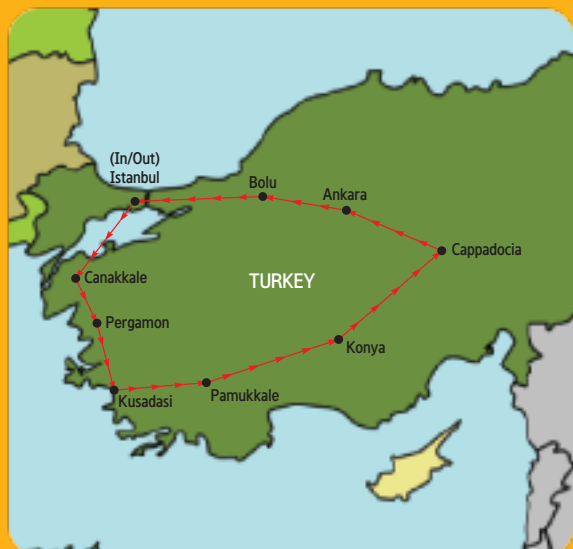 (In/Out)
Istanbul
Bolu
Ankara
Cappadocia
Canakkale
TURKEY
Pergamon
Konya
Kusadasi
Pamukkale